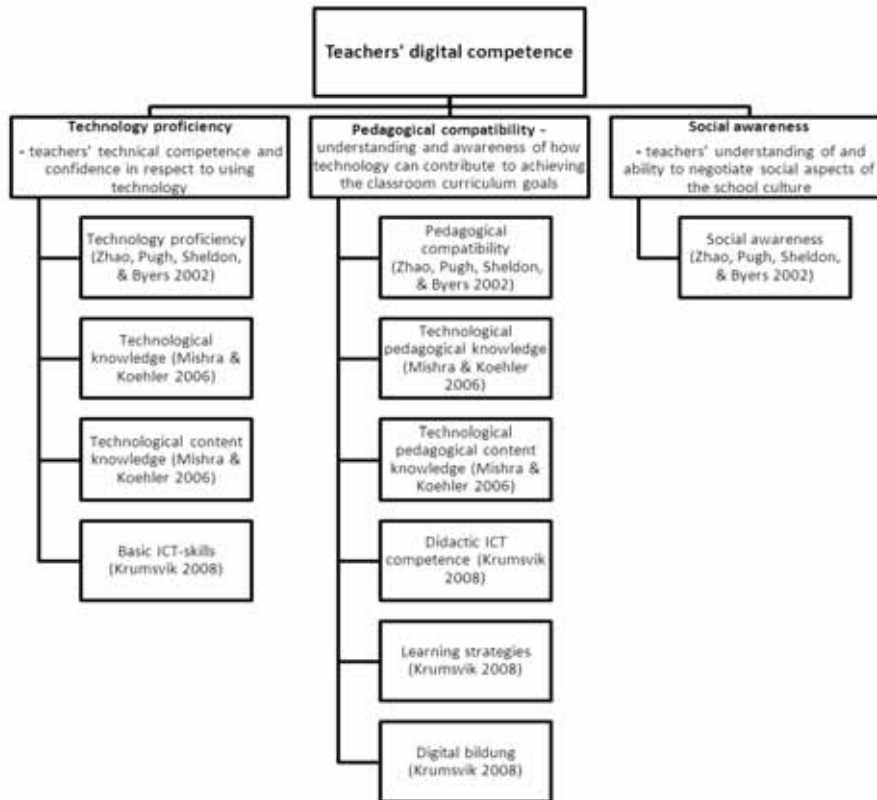 Teachers' digital competence
Technology proficiency
- teachers' technical competence and
confidence in respect to using
technology
Technology proficiency
(Zhao, Pugh, Sheldon,
& Byers 2002)
Technological
knowledge (Mishra &
Koehler 2006)
Technological content
knowledge (Mishra &
Koehler 2006)
Basic ICT-skills
(Krumsvik 2008)
Pedagogical compatibility -
understanding and awareness of how
technology can contribute to achieving
the classroom curriculum goals
Pedagogical
compatibility
(Zhao, Pugh, Sheldon,
& Byers 2002)
Technological
pedagogical knowledge
(Mishra & Koehler
2006)
Technological
pedagogical content
knowledge (Mishra &
Koehler 2006)
Didactic ICT
competence (Krumsvik
2008)
Learning strategies
(Krumsvik 2008)
Digital bildung
(Krumsvik 2008)
Social awareness
- teachers' understanding of and
ability to negotiate social aspects of
the school culture
Social awareness
(Zhao, Pugh, Sheldon,
& Byers 2002)